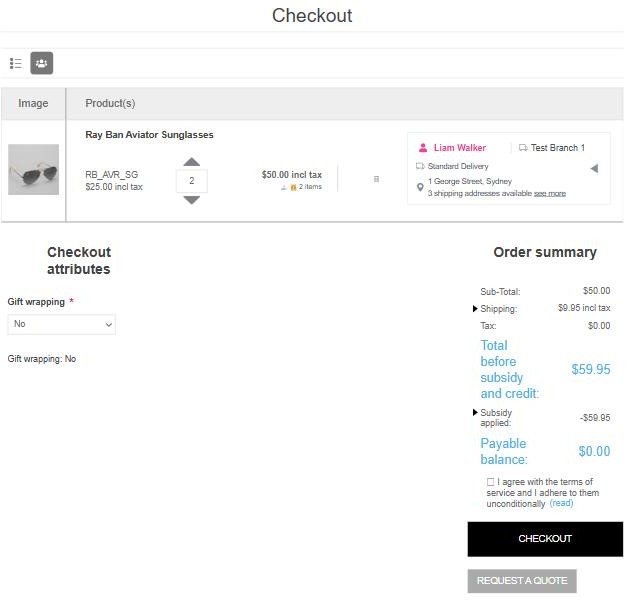 Checkout
Image
Product(s)
Ray Ban Aviator Sunglasses
RB_AVR_SG
$25.00 incl tax
2
$50.00 incl tax
2 items
Liam Walker
Test Branch 1
Standard Delivery
1 George Street, Sydney
3 shipping addresses available see more
Checkout
attributes
Gift wrapping *
No
Gift wrapping: No
Order summary
Sub-Total: $50.00
Shipping: $9.95 incl tax
Tax: $0.00
Total
before
subsidy
and credit: $59.95
Subsidy
applied: -$59.95
Payable
balance: $0.00
I agree with the terms of
service and I adhere to them
unconditionally (read)
CHECKOUT
REQUEST A QUOTE